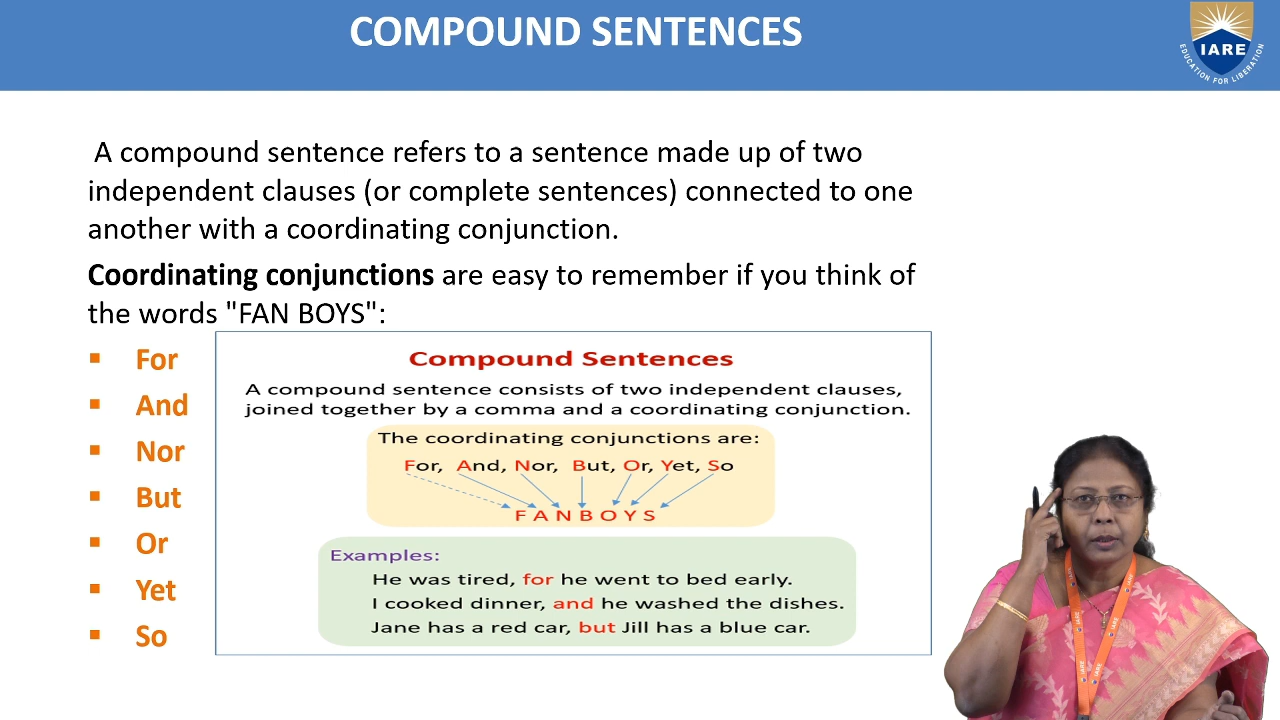 COMPOUND SENTENCES
IARE
EDUCATION FOR LIBERATION
A compound sentence refers to a sentence made up of two
independent clauses (or complete sentences) connected to one
another with a coordinating conjunction.
Coordinating conjunctions are easy to remember if you think of
the words "FAN BOYS":
▪ For
▪ And
▪ Nor
▪ But
▪ Or
▪ Yet
▪ So
Compound Sentences
A compound sentence consists of two independent clauses,
joined together by a comma and a coordinating conjunction.
The coordinating conjunctions are:
For, And, Nor, But, Or, Yet, So
F A N B O Y S
Examples:
He was tired, for he went to bed early.
I cooked dinner, and he washed the dishes.
Jane has a red car, but Jill has a blue car.